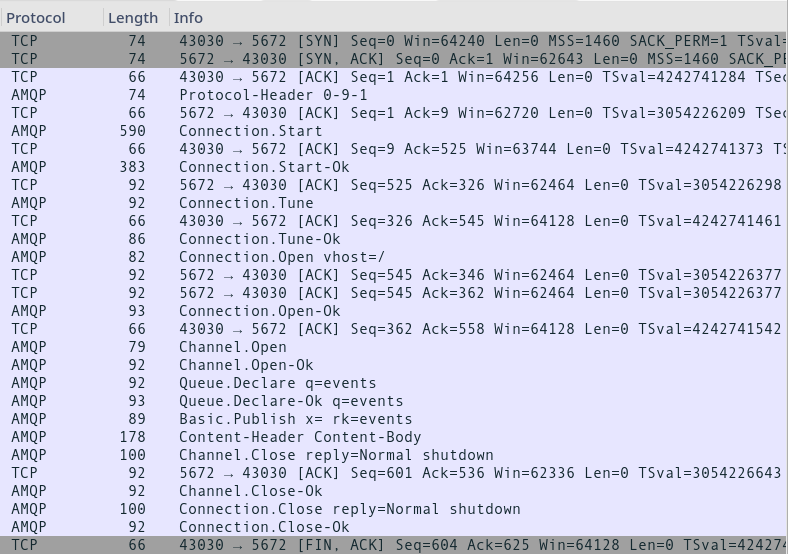 Protocol Length Info
TCP 74 43030 → 5672 [SYN] Seq=0 Win=64240 Len=0 MSS=1460 SACK_PERM=1 TSval=
TCP 74 5672 → 43030 [SYN, ACK] Seq=0 Ack=1 Win=62643 Len=0 MSS=1460 SACK_PE
TCP 66 43030 → 5672 [ACK] Seq=1 Ack=1 Win=64256 Len=0 TSval=4242741284 TSec
AMQP 74 Protocol-Header 0-9-1
TCP 66 5672 → 43030 [ACK] Seq=1 Ack=9 Win=62720 Len=0 TSval=3054226209 TSec
AMQP 590 Connection.Start
TCP 66 43030 → 5672 [ACK] Seq=9 Ack=525 Win=63744 Len=0 TSval=4242741373 TS
AMQP 383 Connection.Start-Ok
TCP 92 5672 → 43030 [ACK] Seq=525 Ack=326 Win=62464 Len=0 TSval=3054226298
AMQP 92 Connection.Tune
TCP 66 43030 → 5672 [ACK] Seq=326 Ack=545 Win=64128 Len=0 TSval=4242741461
AMQP 86 Connection.Tune-Ok
AMQP 82 Connection.Open vhost=/
TCP 92 5672 → 43030 [ACK] Seq=545 Ack=346 Win=62464 Len=0 TSval=3054226377
TCP 92 5672 → 43030 [ACK] Seq=545 Ack=362 Win=62464 Len=0 TSval=3054226377
AMQP 93 Connection.Open-Ok
TCP 66 43030 → 5672 [ACK] Seq=362 Ack=558 Win=64128 Len=0 TSval=4242741542
AMQP 79 Channel.Open
AMQP 92 Channel.Open-Ok
AMQP 92 Queue.Declare q=events
AMQP 93 Queue.Declare-Ok q=events
AMQP 89 Basic.Publish x= rk=events
AMQP 178 Content-Header Content-Body
AMQP 100 Channel.Close reply=Normal shutdown
TCP 92 5672 → 43030 [ACK] Seq=601 Ack=536 Win=62336 Len=0 TSval=3054226643
AMQP 92 Channel.Close-Ok
AMQP 100 Connection.Close reply=Normal shutdown
AMQP 92 Connection.Close-Ok
TCP 66 43030 → 5672 [FIN, ACK] Seq=604 Ack=625 Win=64128 Len=0 TSval=424274